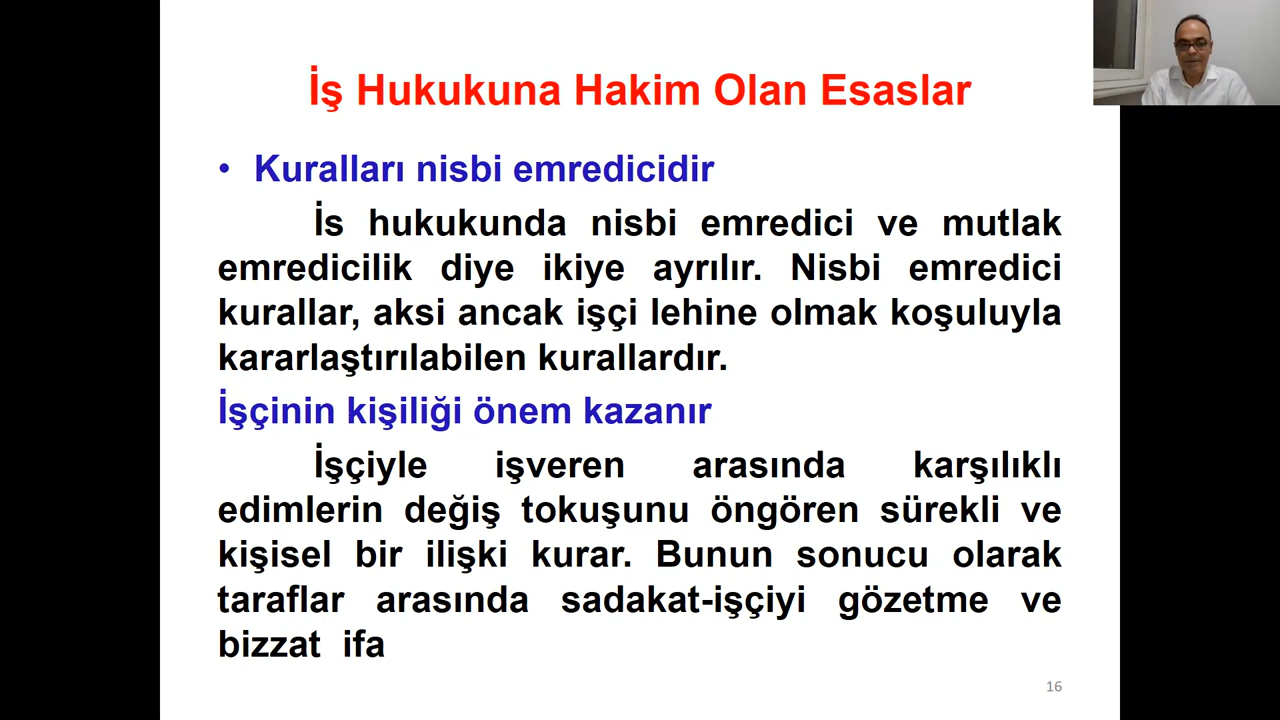 İş Hukukuna Hakim Olan Esaslar
• Kuralları nisbi emredicidir
İs hukukunda nisbi emredici ve mutlak
emredicilik diye ikiye ayrılır. Nisbi emredici
kurallar, aksi ancak işçi lehine olmak koşuluyla
kararlaştırılabilen kurallardır.
İşçinin kişiliği önem kazanır
İşçiyle işveren arasında karşılıklı
edimlerin değiş tokuşunu öngören sürekli ve
kişisel bir ilişki kurar. Bunun sonucu olarak
taraflar arasında sadakat-işçiyi gözetme ve
bizzat ifa
16